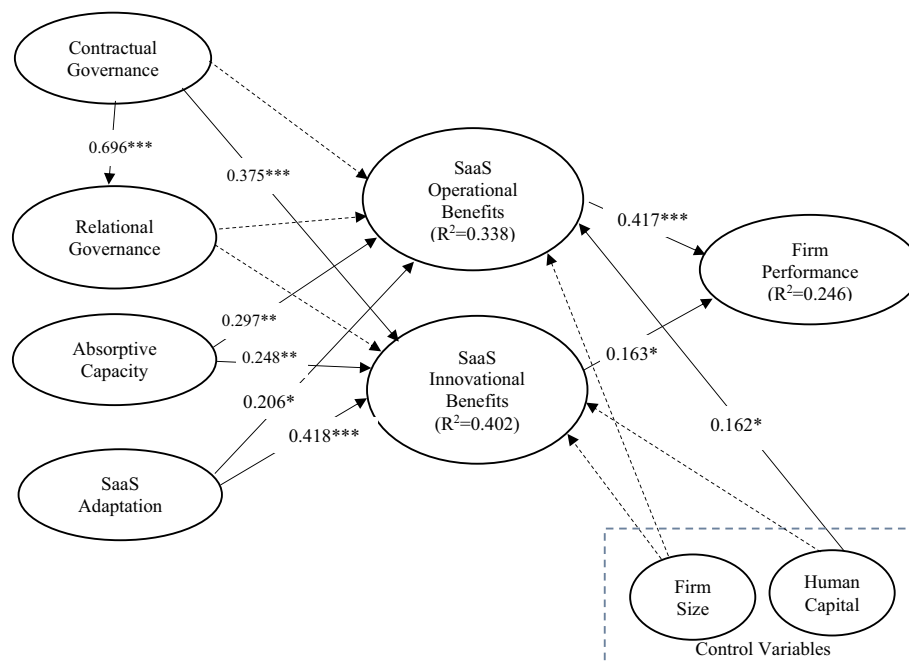 Contractual
Governance
0.696***
0.375***
Relational
Governance
SaaS
Operational
Benefits
(R²=0.338)
0.417***
Firm
Performance
(R²=0.246)
0.297**
Absorptive
Capacity
0.248**
SaaS
Innovational
Benefits
(R²=0.402)
0.163*
0.206*
0.418***
0.162*
SaaS
Adaptation
Firm
Size
Human
Capital
Control Variables